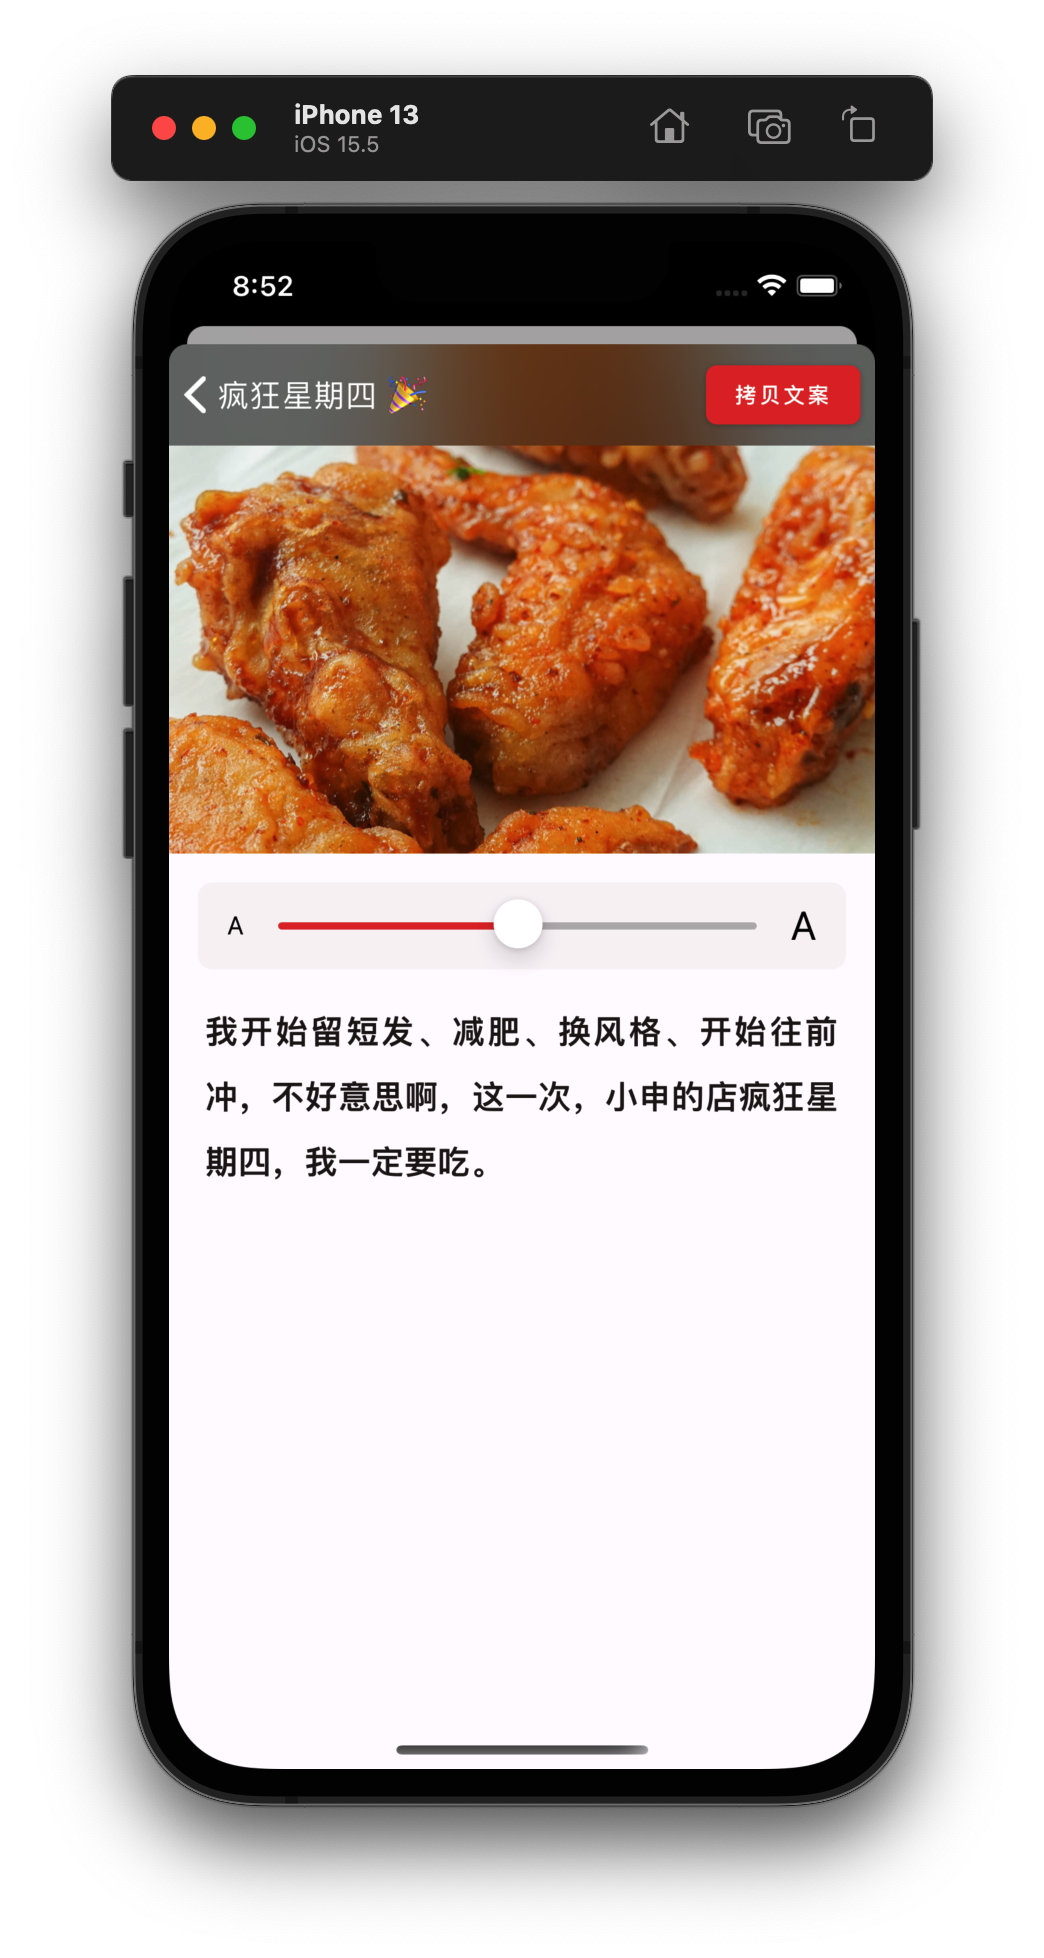 iPhone 13
iOS 15.5
8:52
疯狂星期四 🎉
拷贝文案
A
A
我开始留短发、减肥、换风格、开始往前
冲，不好意思啊，这一次，小申的店疯狂星
期四，我一定要吃。